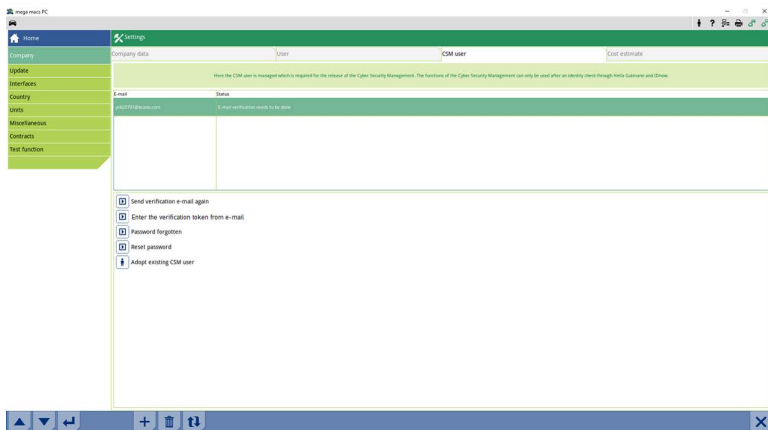 mega macs PC
Home
Settings
Company
Company data
User
CSM user
Cost estimate
Update
Interfaces
Country
Units
Miscellaneous
Contracts
Test function
Here the CSM user is managed which is required for the release of the Cyber Security Management. The functions of the Cyber Security Management can only be used after an identity check through Hella Gutmann and IDnow.
E-mail
Status
E-mail verification needs to be done
Send verification e-mail again
Enter the verification token from e-mail
Password forgotten
Reset password
Adopt existing CSM user